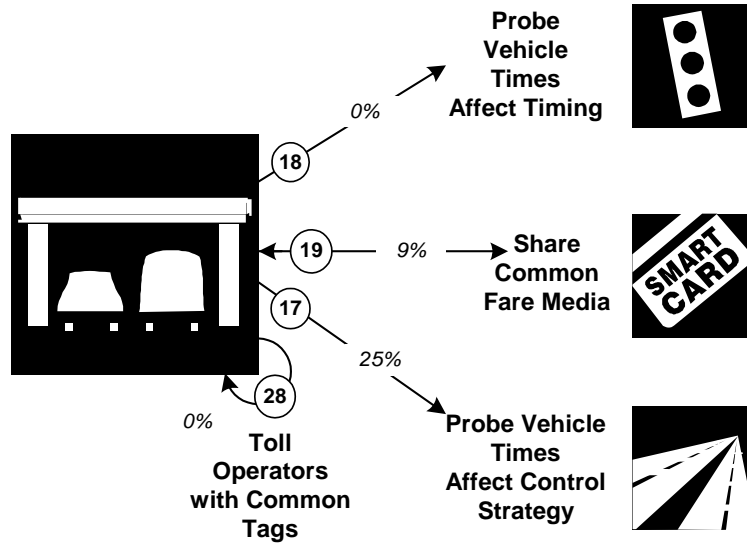 Probe
Vehicle
Times
Affect Timing
0%
18
19
9%
Share
Common
Fare Media
SMART
CARD
17
25%
28
0%
Toll
Operators
with Common
Tags
Probe Vehicle
Times
Affect Control
Strategy